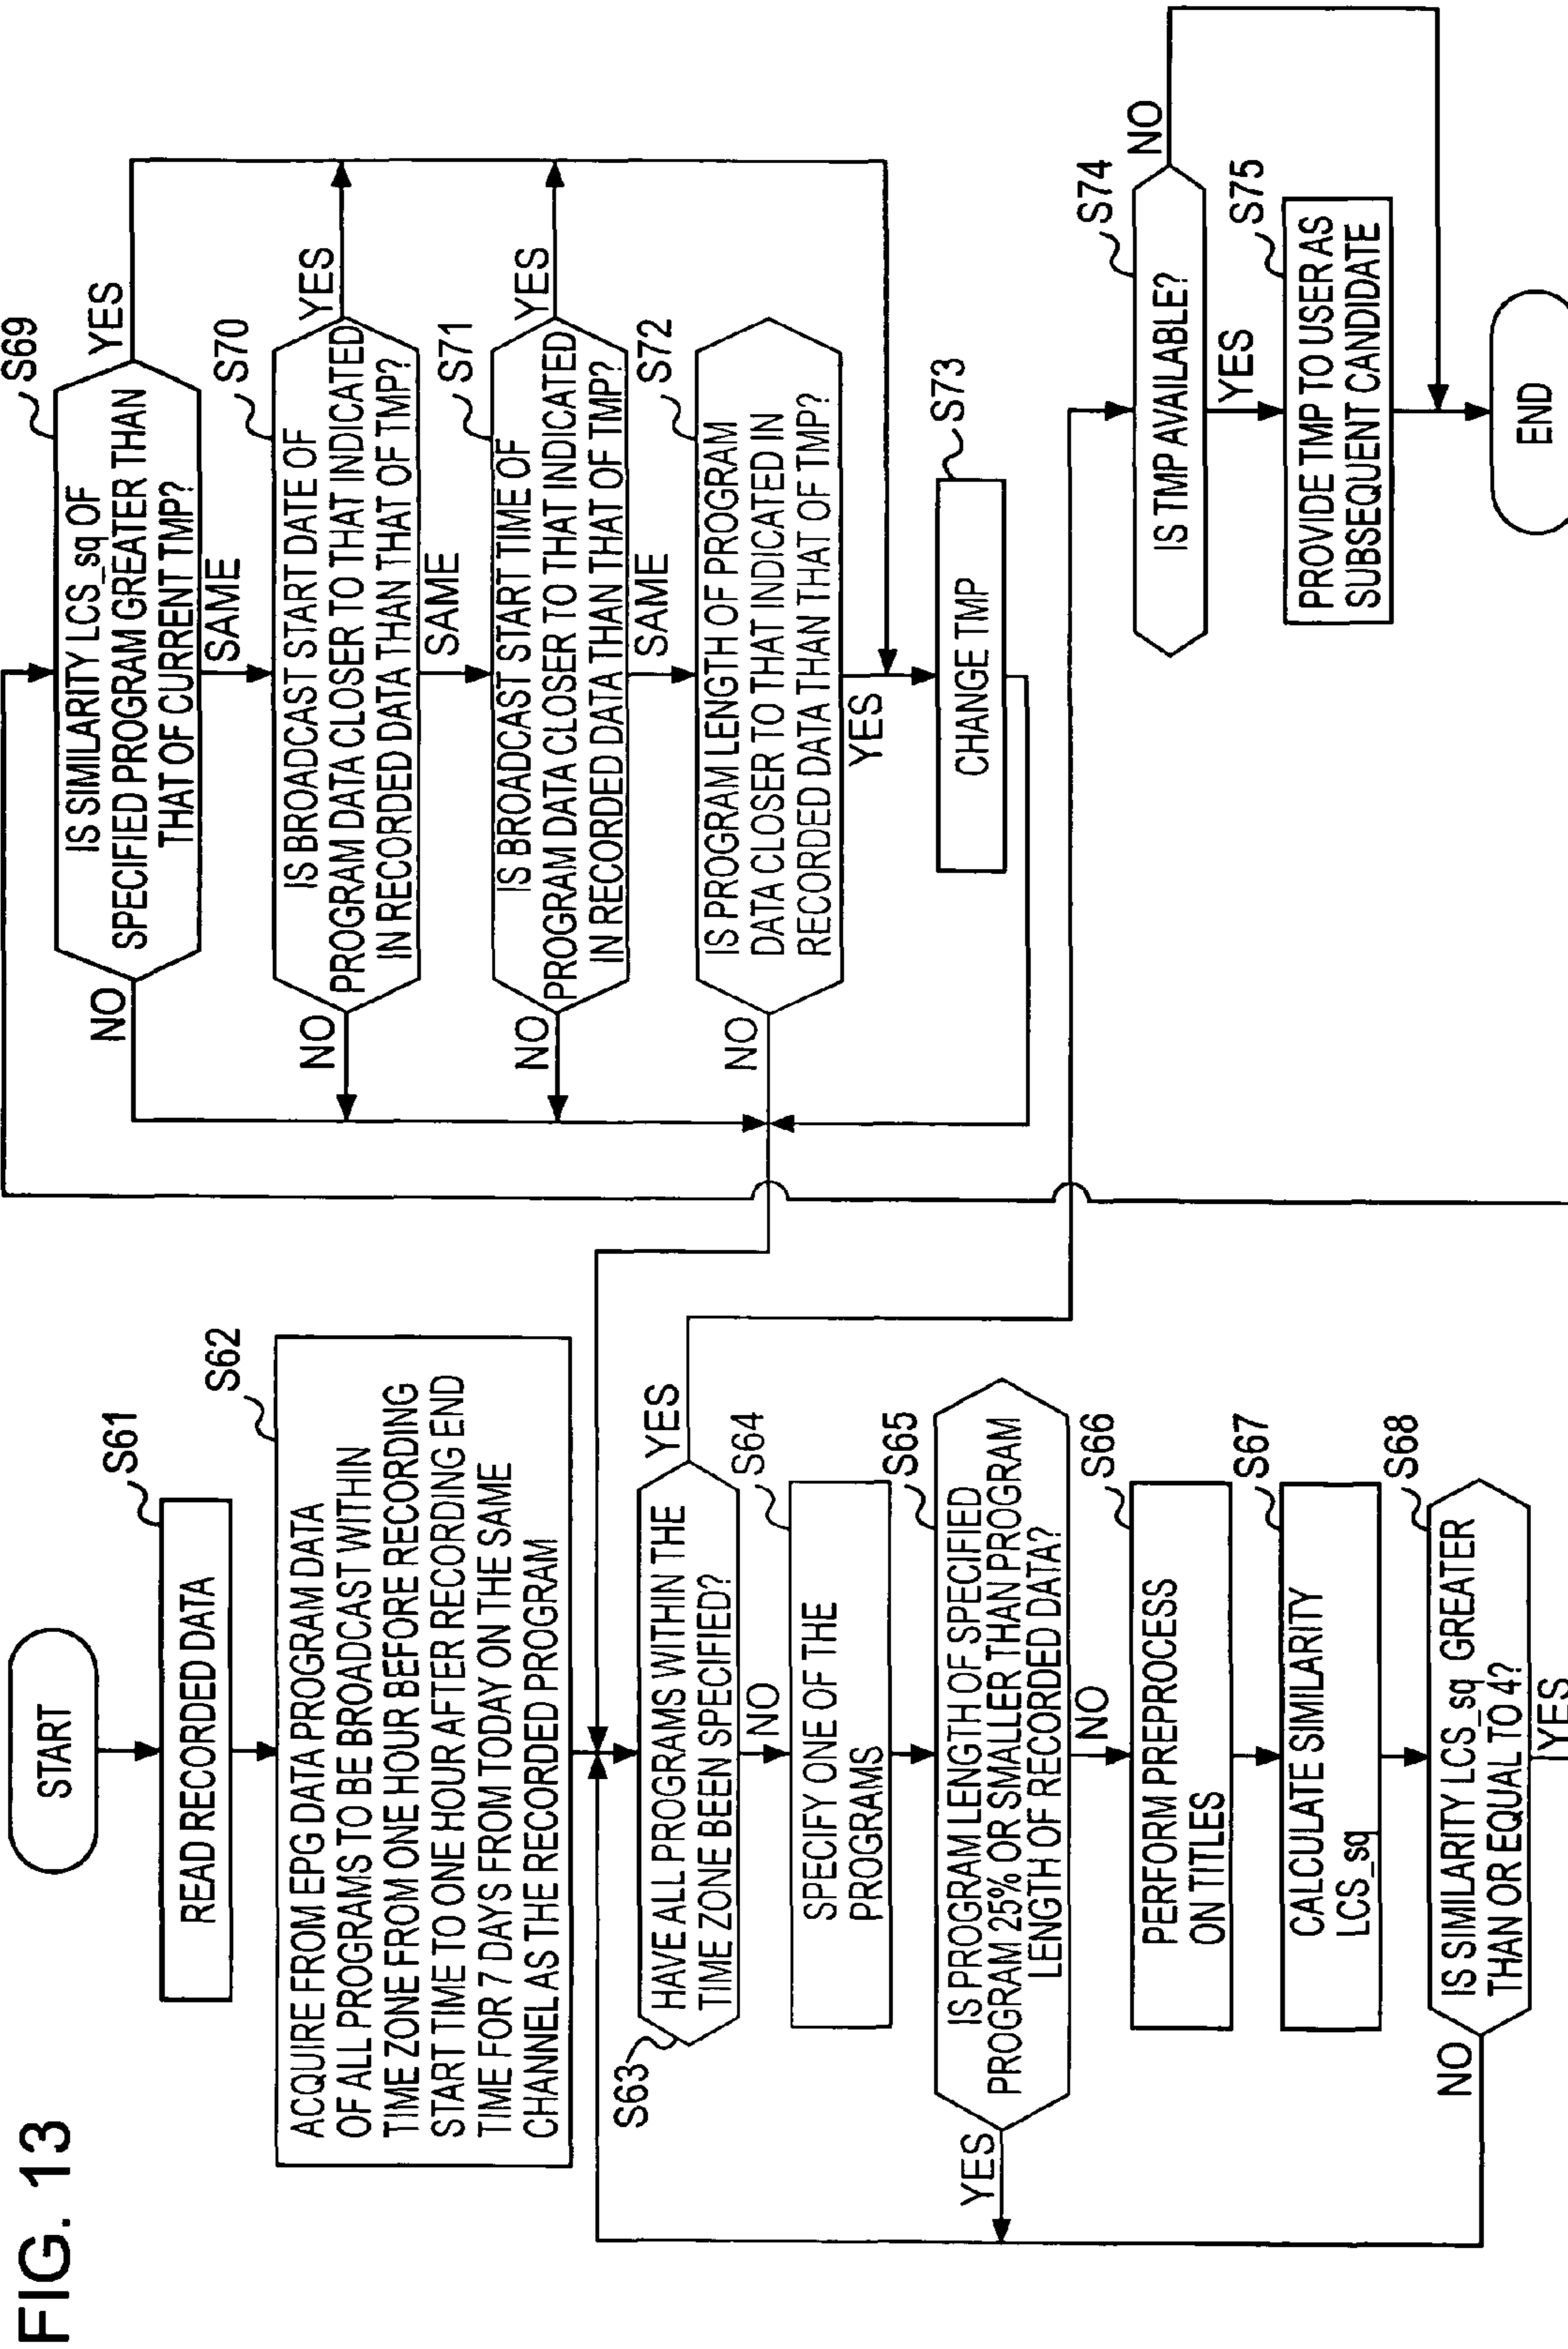 FIG. 13
START
S61
READ RECORDED DATA
S62
ACQUIRE FROM EPG DATA PROGRAM DATA
OF ALL PROGRAMS TO BE BROADCAST WITHIN
TIME ZONE FROM ONE HOUR BEFORE RECORDING
START TIME TO ONE HOUR AFTER RECORDING END
TIME FOR 7 DAYS FROM TODAY ON THE SAME
CHANNEL AS THE RECORDED PROGRAM
S63
HAVE ALL PROGRAMS WITHIN THE
TIME ZONE BEEN SPECIFIED?
YES
NO
S64
SPECIFY ONE OF THE
PROGRAMS
S65
IS PROGRAM LENGTH OF SPECIFIED
PROGRAM 25% OR SMALLER THAN PROGRAM
LENGTH OF RECORDED DATA?
YES
NO
S66
PERFORM PREPROCESS
ON TITLES
S67
CALCULATE SIMILARITY
LCS_sq
S68
IS SIMILARITY LCS_sq GREATER
THAN OR EQUAL TO 4?
NO
YES
S69
IS SIMILARITY LCS_sq OF
SPECIFIED PROGRAM GREATER THAN
THAT OF CURRENT TMP?
NO
YES
SAME
S70
IS BROADCAST START DATE OF
PROGRAM DATA CLOSER TO THAT INDICATED
IN RECORDED DATA THAN THAT OF TMP?
NO
YES
SAME
S71
IS BROADCAST START TIME OF
PROGRAM DATA CLOSER TO THAT INDICATED
IN RECORDED DATA THAN THAT OF TMP?
NO
YES
SAME
S72
IS PROGRAM LENGTH OF PROGRAM
DATA CLOSER TO THAT INDICATED IN
RECORDED DATA THAN THAT OF TMP?
NO
YES
S73
CHANGE TMP
S74
IS TMP AVAILABLE?
NO
YES
S75
PROVIDE TMP TO USER AS
SUBSEQUENT CANDIDATE
END